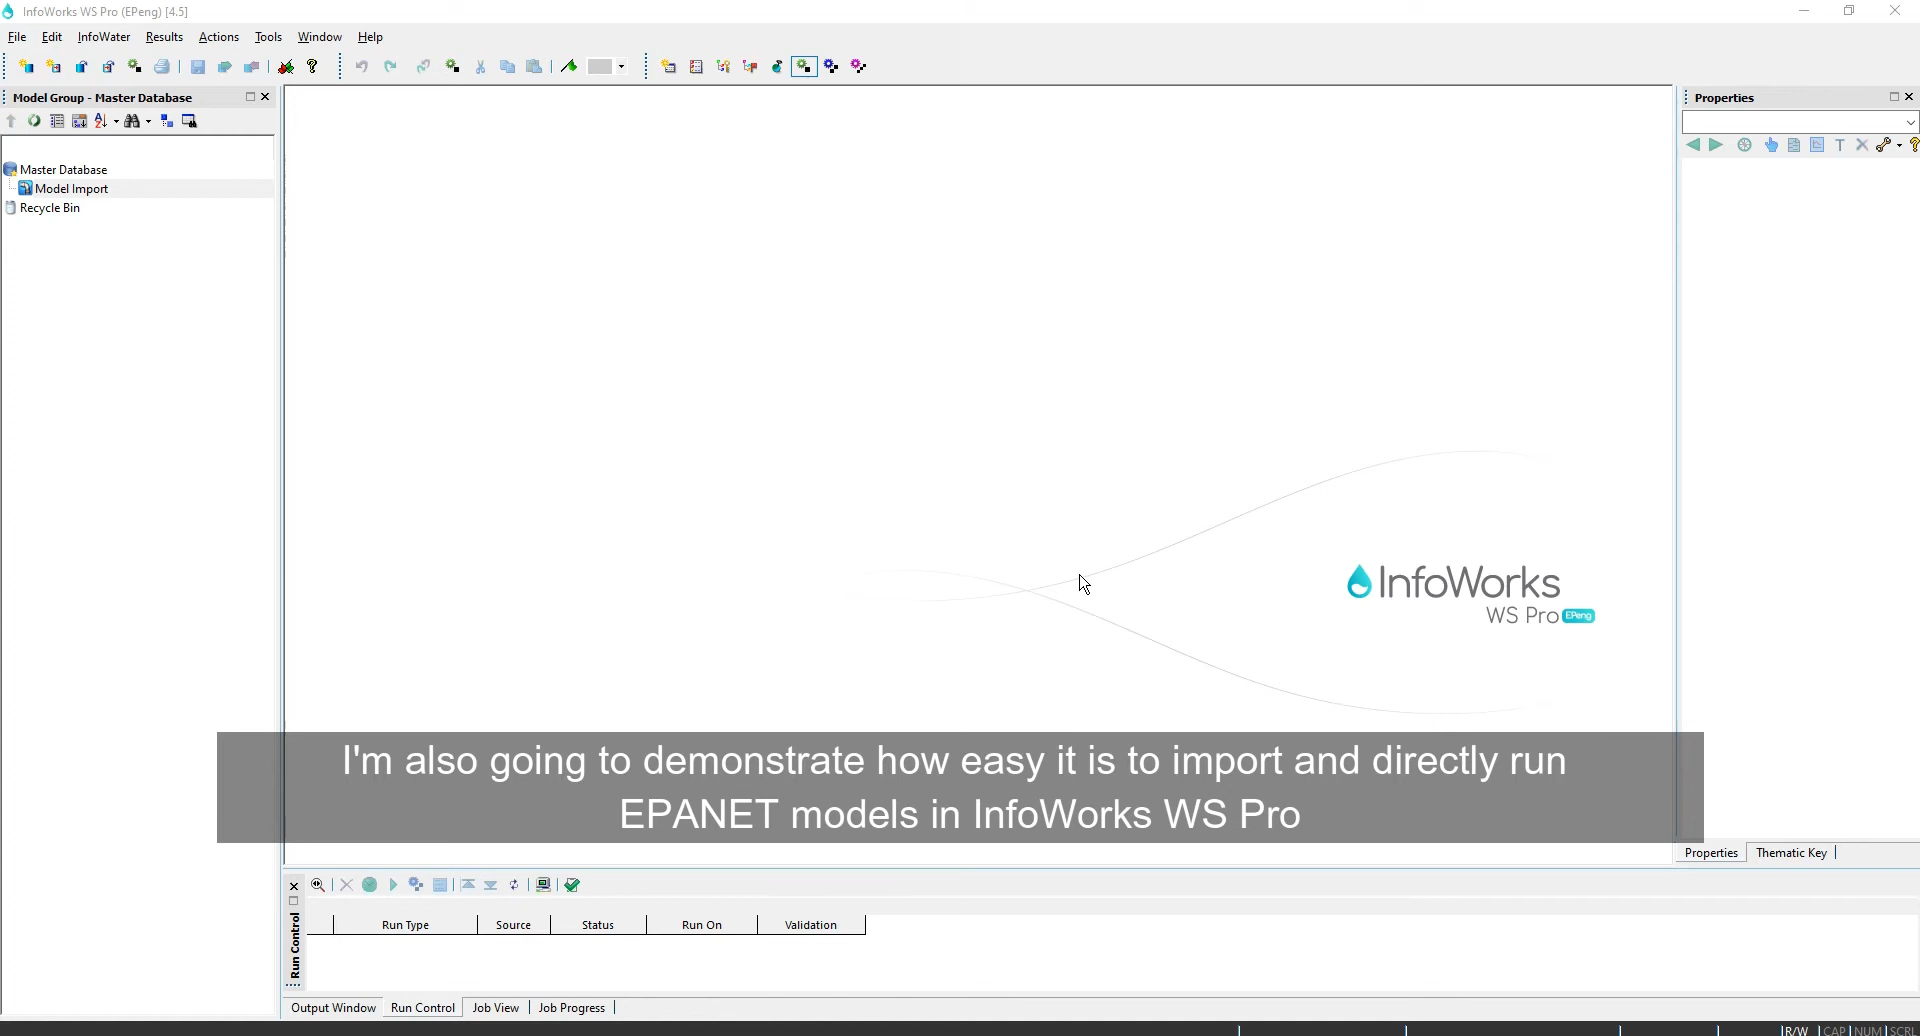 InfoWorks WS Pro (EPeng) [4.5]
File Edit InfoWater Results Actions Tools Window Help
Model Group - Master Database
Properties
Master Database
Model Import
Recycle Bin
InfoWorks
WS Pro EPeng
I'm also going to demonstrate how easy it is to import and directly run
EPANET models in InfoWorks WS Pro
Properties Thematic Key
Run Control
Run Type Source Status Run On Validation
Output Window Run Control Job View Job Progress
R/W CAP NUM SCRL